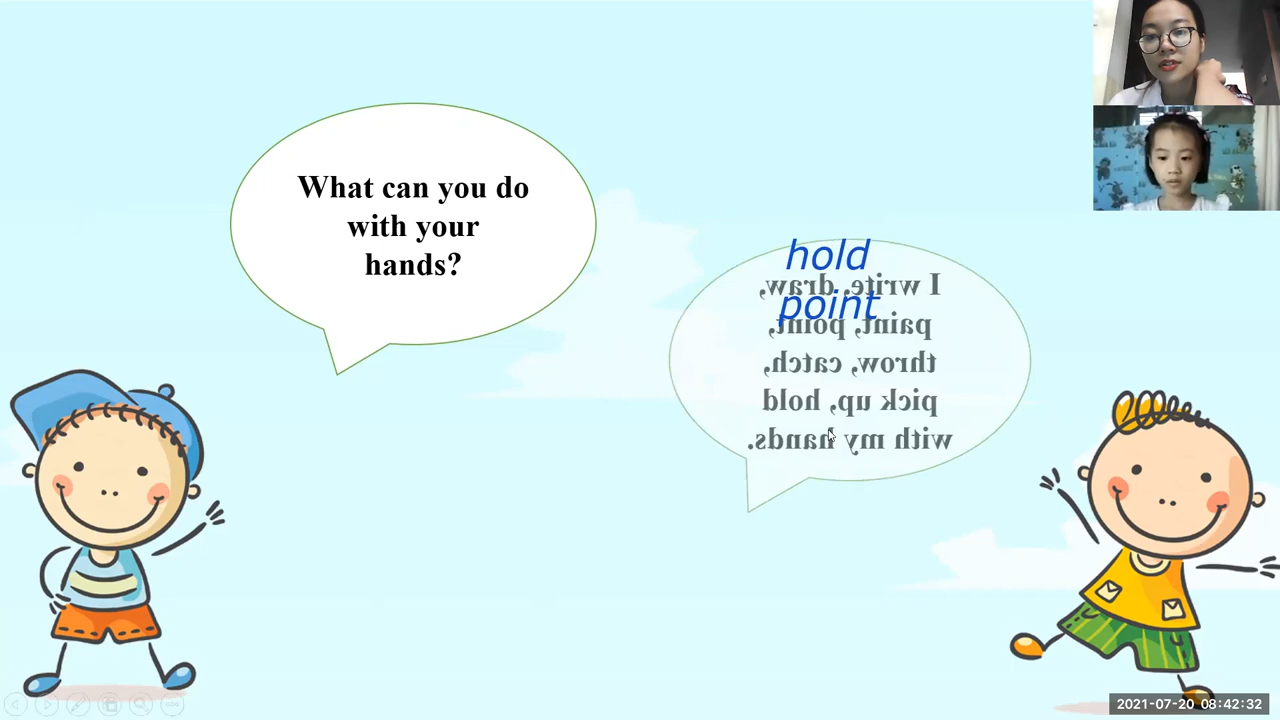 What can you do
with your
hands?
hold
point
I write, draw,
paint, point,
throw, catch,
pick up, hold
with my hands.
2021-07-20 08:42:32